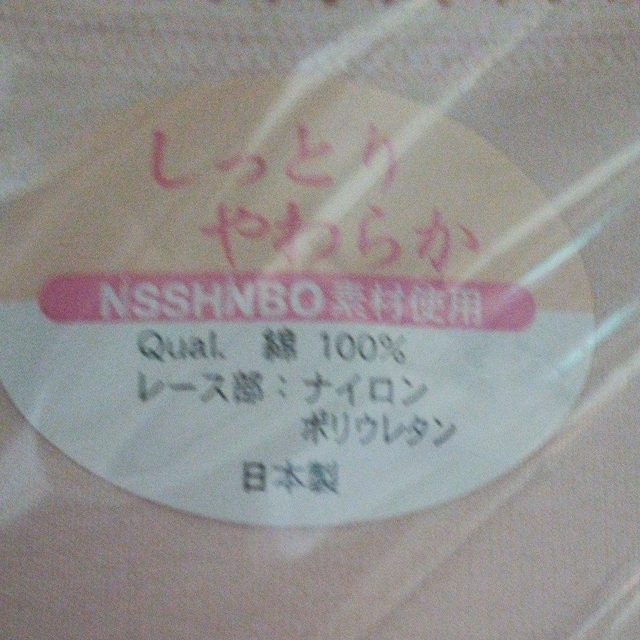 しっとり
やわらか
NSSHNBO素材使用
Qual. 綿 100%
レース部：ナイロン
ポリウレタン
日本製